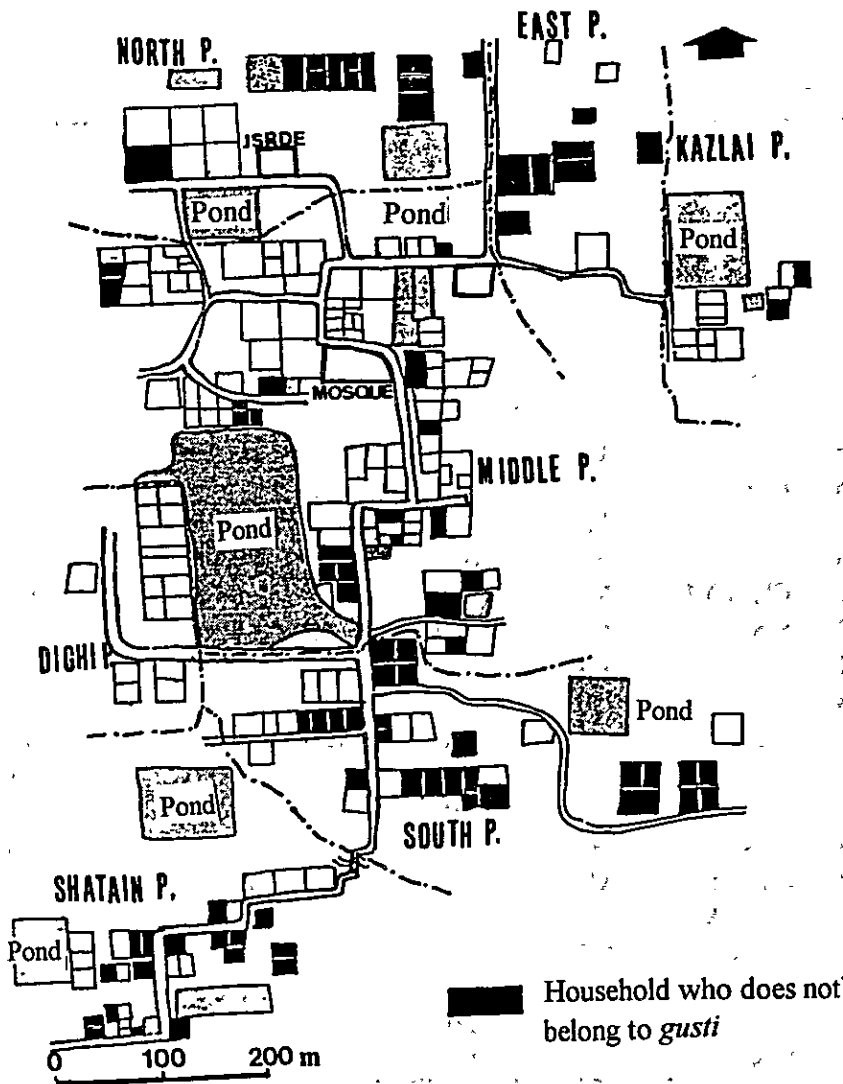 EAST P.
NORTH P.
JSRDE
KAZLAI P.
Pond
Pond
Pond
MOSQUE
MIDDLE P.
Pond
DIGHI P
Pond
Pond
SOUTH P.
SHATAIN P.
Pond
Household who does not
belong to gusti
0 100 200 m